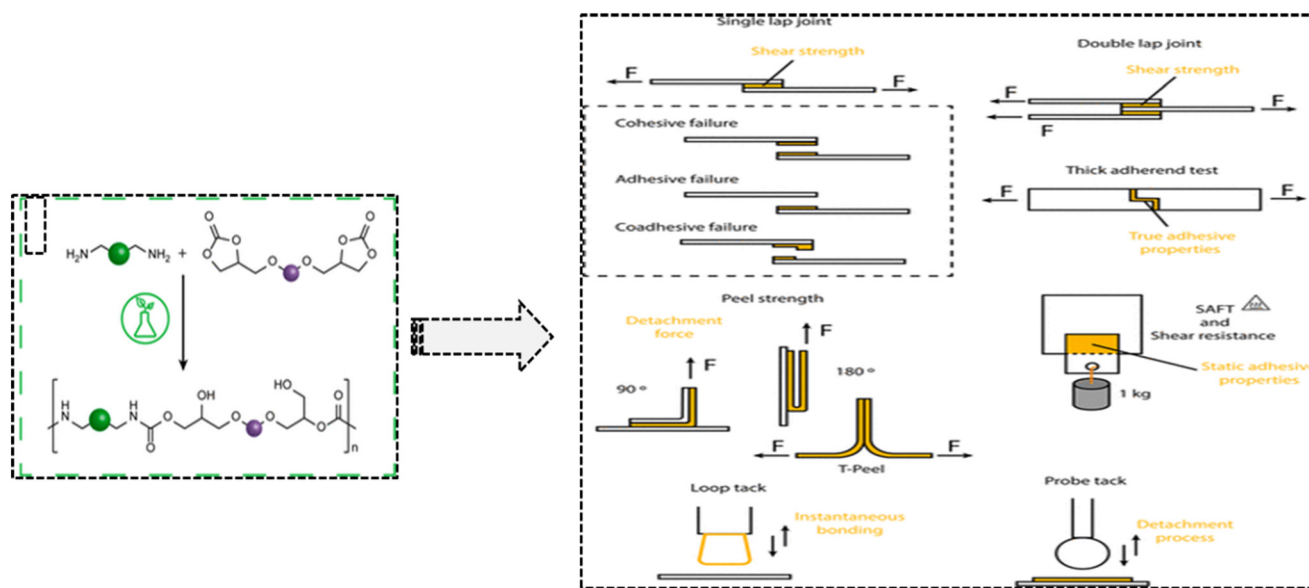 H₂N
NH₂
+
O
O
O
O
O
O
O
O
H
N
H
N
O
O
OH
O
O
HO
O
O
n
Single lap joint
Shear strength
F
F
Double lap joint
Shear strength
F
F
F
Cohesive failure
Adhesive failure
Coadhesive failure
Thick adherend test
F
F
True adhesive
properties
Peel strength
Detachment
force
F
90 º
F
180 º
F
F
T-Peel
SAFT
and
Shear resistance
Static adhesive
properties
1 kg
Loop tack
Instantaneous
bonding
Probe tack
Detachment
process